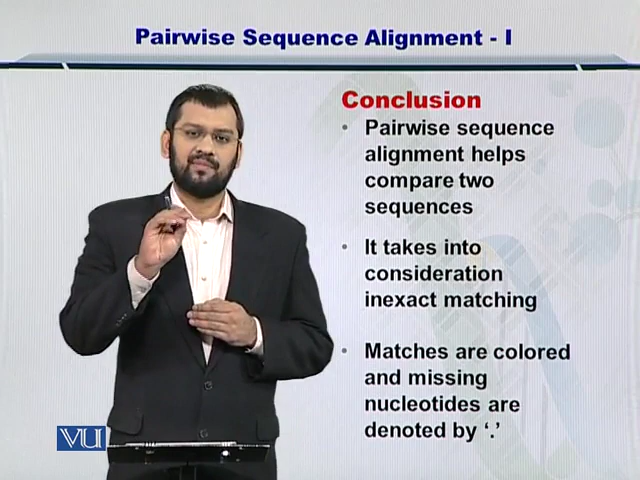 Pairwise Sequence Alignment - I
Conclusion
• Pairwise sequence
alignment helps
compare two
sequences
• It takes into
consideration
inexact matching
• Matches are colored
and missing
nucleotides are
denoted by ‘.’
VU